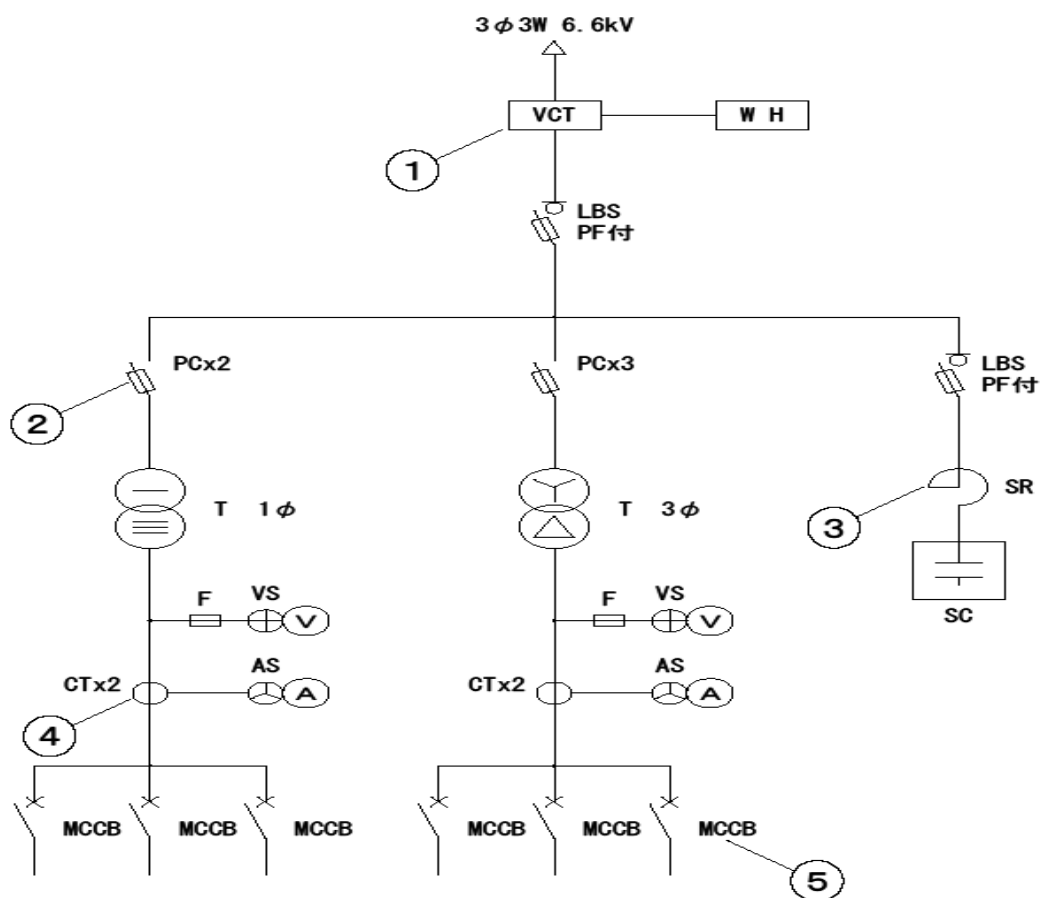 3φ3W 6.6kV
VCT
W H
1
LBS
PF付
PCx2
PCx3
LBS
PF付
2
T 1φ
T 3φ
SR
3
SC
F
VS
V
F
VS
V
CTx2
AS
A
CTx2
AS
A
4
MCCB
MCCB
MCCB
MCCB
MCCB
MCCB
5